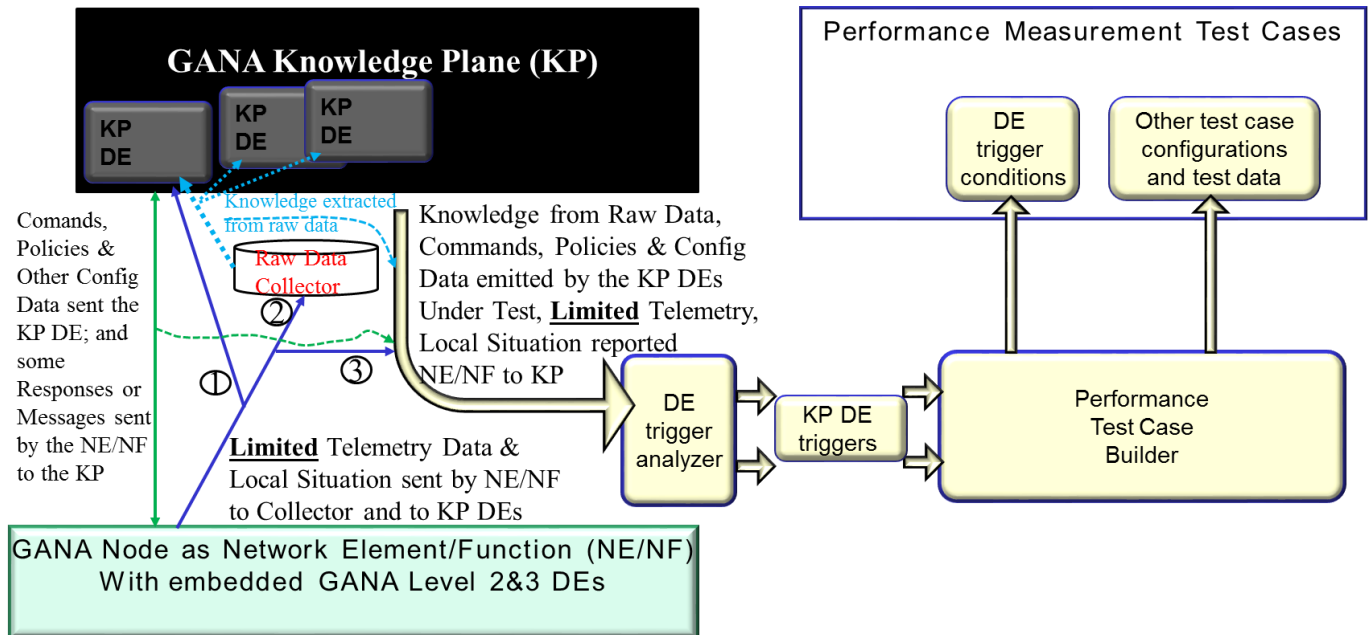 GANA Knowledge Plane (KP)
KP
DE
KP
DE
KP
DE
Knowledge extracted
from raw data
Raw Data
Collector
Comands,
Policies &
Other Config
Data sent the
KP DE; and
some
Responses or
Messages sent
by the NE/NF
to the KP
①
②
③
Knowledge from Raw Data,
Commands, Policies & Config
Data emitted by the KP DEs
Under Test, Limited Telemetry,
Local Situation reported
NE/NF to KP
Limited Telemetry Data &
Local Situation sent by NE/NF
to Collector and to KP DEs
GANA Node as Network Element/Function (NE/NF)
With embedded GANA Level 2&3 DEs
DE
trigger
analyzer
KP DE
triggers
Performance
Test Case
Builder
Performance Measurement Test Cases
DE
trigger
conditions
Other test case
configurations
and test data